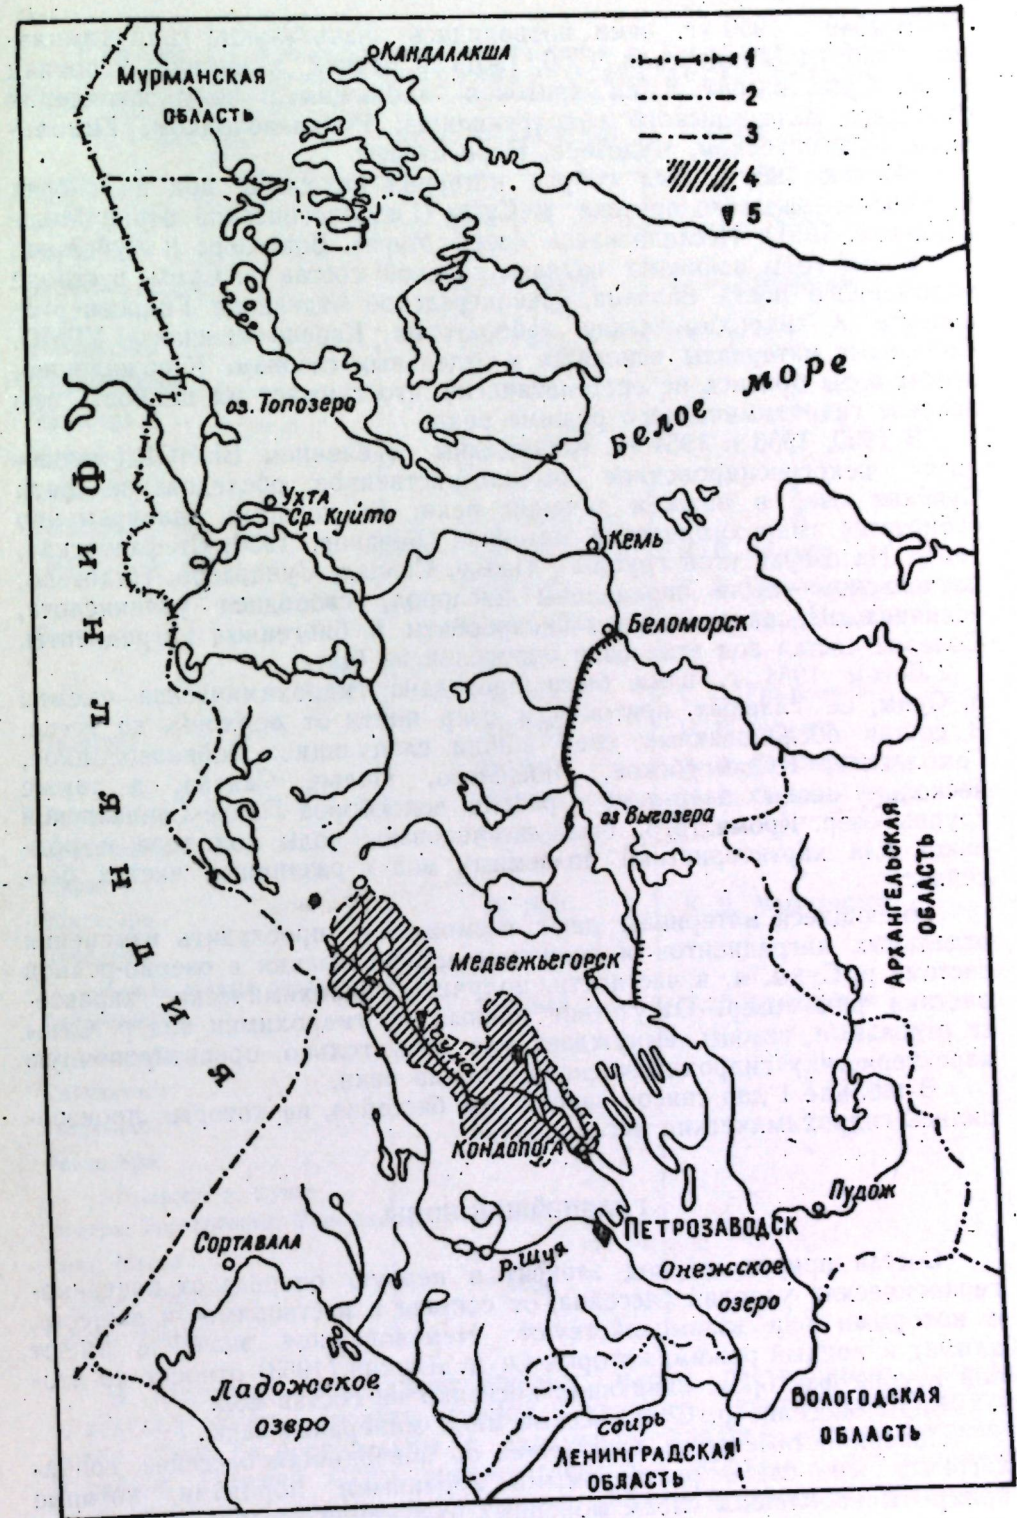 КАНДАЛАКША
МУРМАНСКАЯ
ОБЛАСТЬ
1
2
3
4
5
БЕЛОЕ МОРЕ
оз. Топозеро
УХТА
Ср. Куйто
КЕМЬ
БЕЛОМОРСК
ФИНЛЯНДИЯ
оз Выгозера
АРХАНГЕЛЬСКАЯ
ОБЛАСТЬ
МЕДВЕЖЬЕГОРСК
КОНДОПОГА
ПУДОЖ
ПЕТРОЗАВОДСК
СОРТАВАЛА
р. Шуя
Онежское
озеро
Ладожское
озеро
Свирь
ВОЛОГОДСКАЯ
ОБЛАСТЬ
ЛЕНИНГРАДСКАЯ
ОБЛАСТЬ